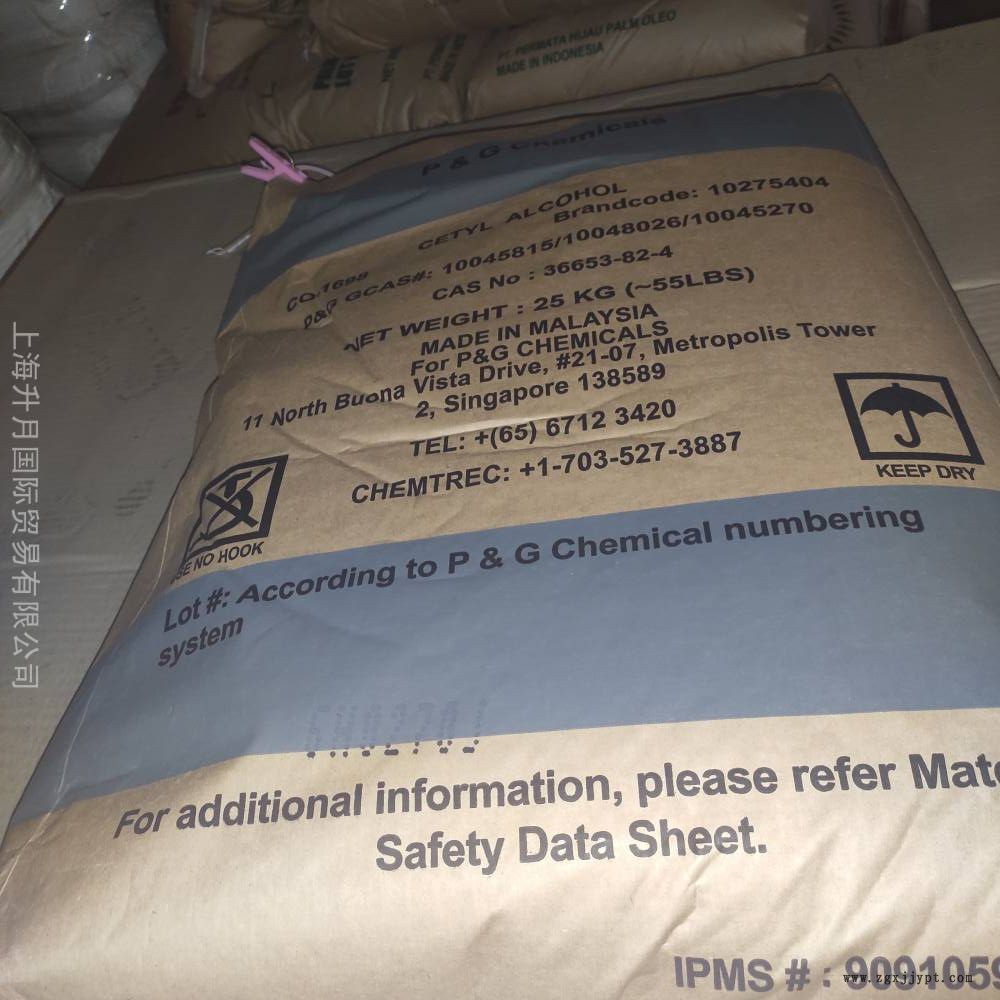 PT. PERMATA HIJAU PALM OLEO
MADE IN INDONESIA
P & G Chemicals
CETYL ALCOHOL
Brandcode: 10275404
CO-1698
P&G GCAS#: 10045815/10048026/10045270
CAS No : 36653-82-4
NET WEIGHT : 25 KG (~55LBS)
MADE IN MALAYSIA
For P&G CHEMICALS
11 North Buona Vista Drive, #21-07, Metropolis Tower
2, Singapore 138589
TEL: +(65) 6712 3420
CHEMTREC: +1-703-527-3887
KEEP DRY
USE NO HOOK
Lot #: According to P & G Chemical numbering
system
For additional information, please refer Mate
Safety Data Sheet.
IPMS # : 9091059
www.zgxjjypt.com
上海升月国际贸易有限公司